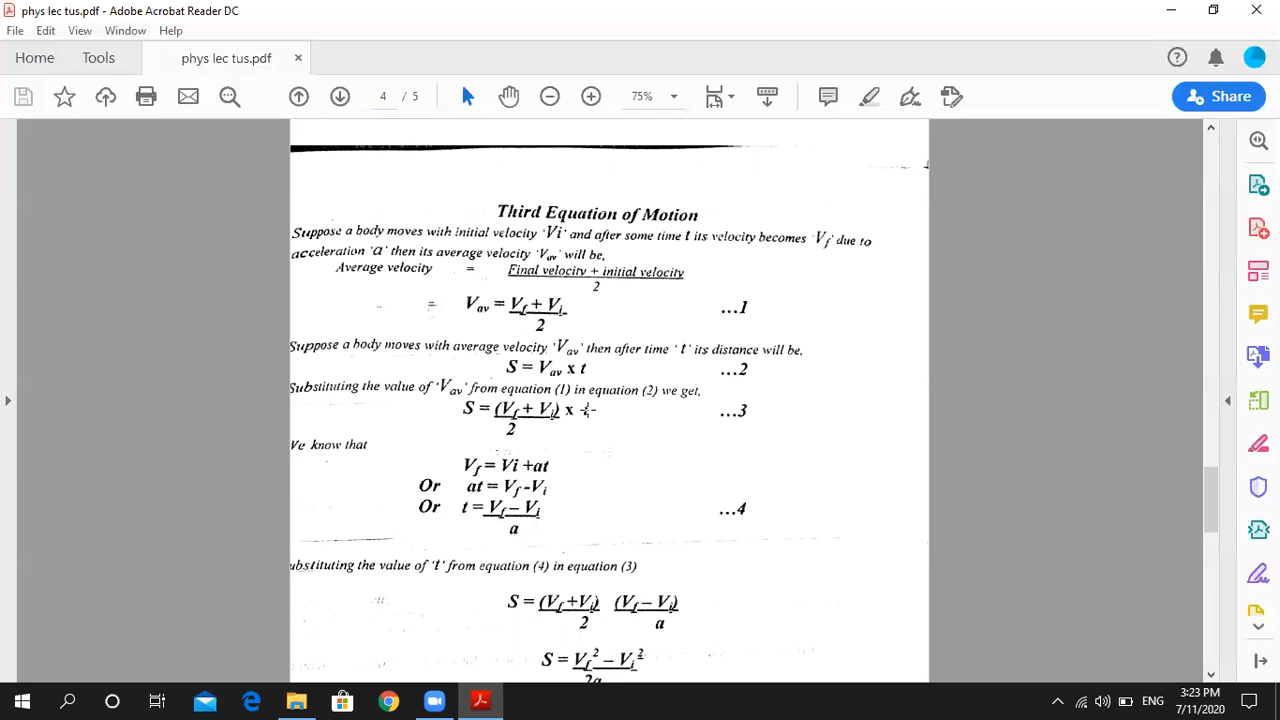 phys lec tus.pdf - Adobe Acrobat Reader DC
File Edit View Window Help
Home Tools phys lec tus.pdf ×
4 / 5 75% Share
Third Equation of Motion
Suppose a body moves with initial velocity 'Vi' and after some time t its velocity becomes 'Vf' due to
acceleration 'a' then its average velocity 'Vav' will be,
Average velocity = Final velocity + initial velocity
2
= Vav = Vf + Vi ...1
2
Suppose a body moves with average velocity 'Vav' then after time 't' its distance will be,
S = Vav x t ...2
Substituting the value of 'Vav' from equation (1) in equation (2) we get,
S = (Vf + Vi) x ...3
2
We know that
Vf = Vi +at
Or at = Vf -Vi
Or t = Vf – Vi ...4
a
ubstituting the value of 't' from equation (4) in equation (3)
S = (Vf +Vi) (Vf – Vi)
2 a
S = Vf² – Vi²
2a
ENG 3:23 PM
7/11/2020